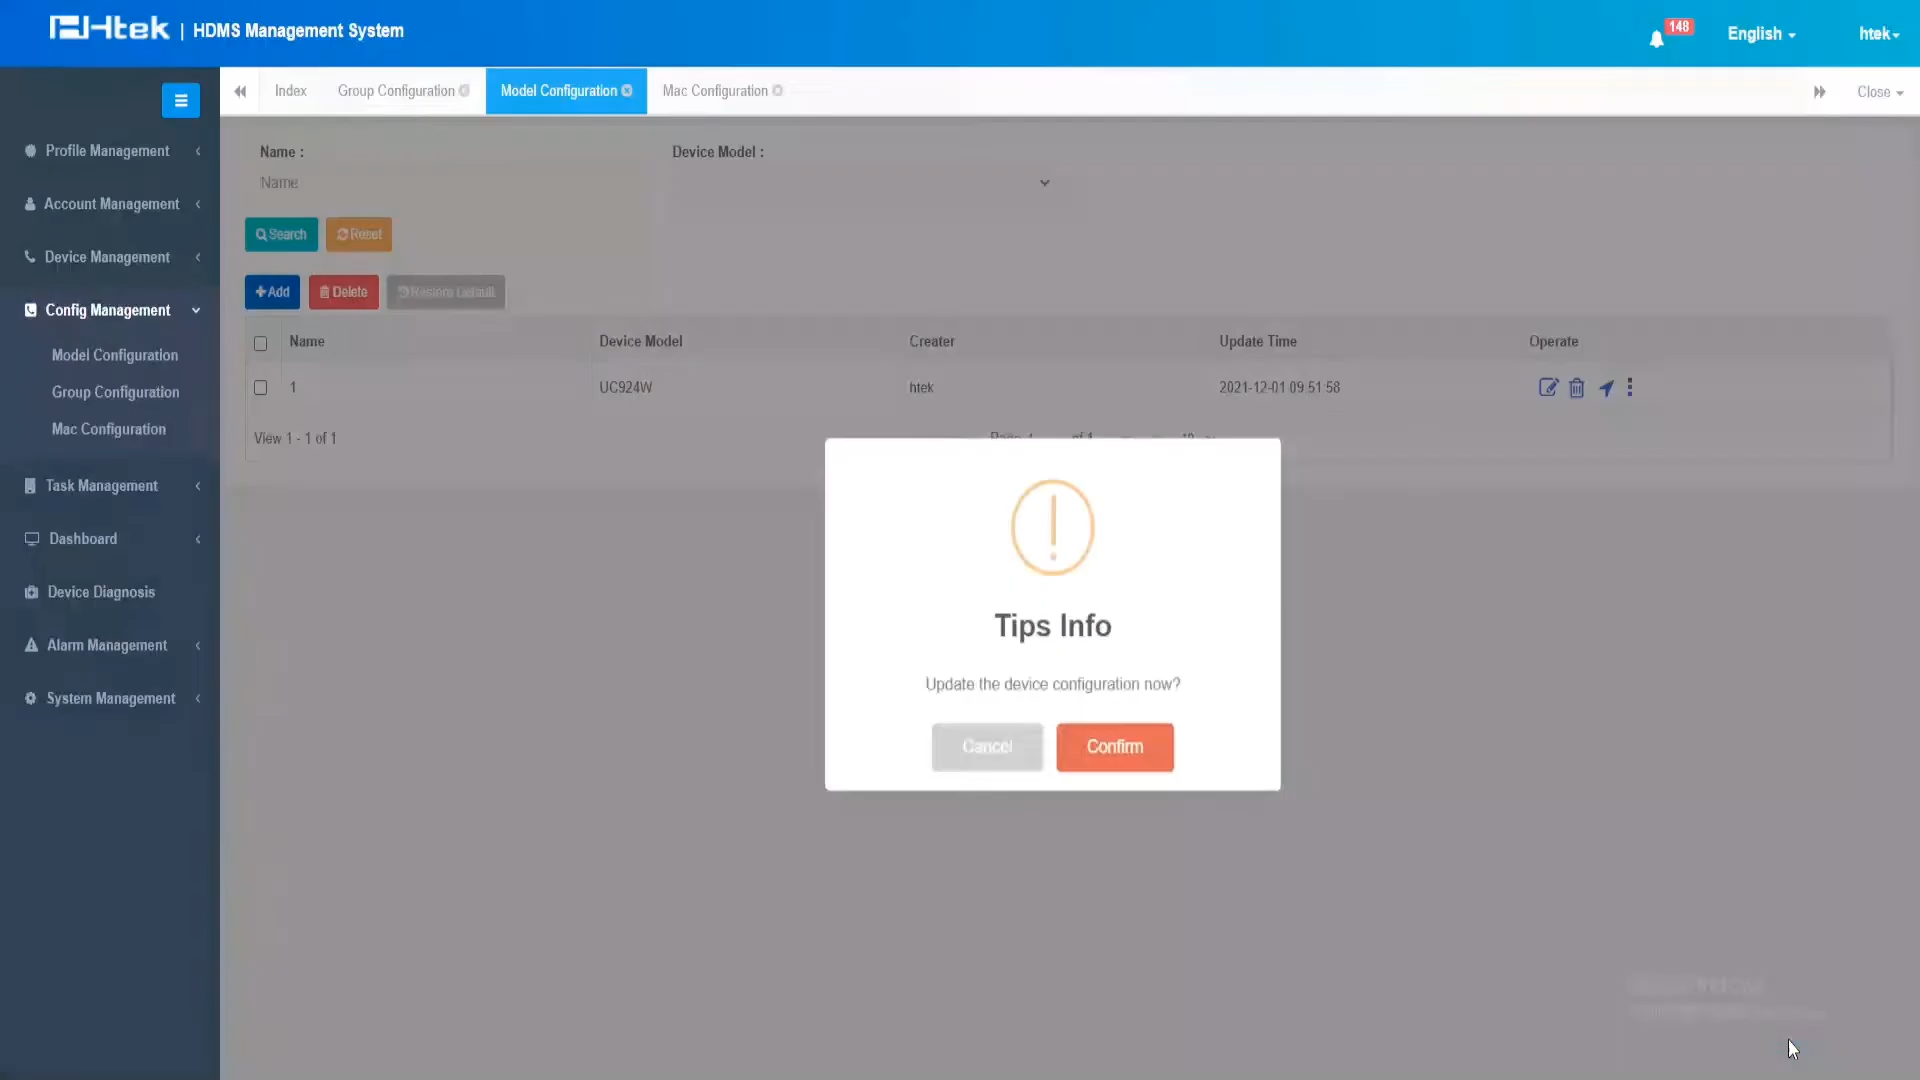 Htek | HDMS Management System
148
English
htek
Index
Group Configuration
Model Configuration
Mac Configuration
Close
Profile Management
Account Management
Device Management
Config Management
Model Configuration
Group Configuration
Mac Configuration
Task Management
Dashboard
Device Diagnosis
Alarm Management
System Management
Name :
Device Model :
Name
Search
Reset
Add
Delete
Restore Default
Name
Device Model
Creater
Update Time
Operate
1
UC924W
htek
2021-12-01 09:51:58
View 1 - 1 of 1
Tips Info
Update the device configuration now?
Cancel
Confirm